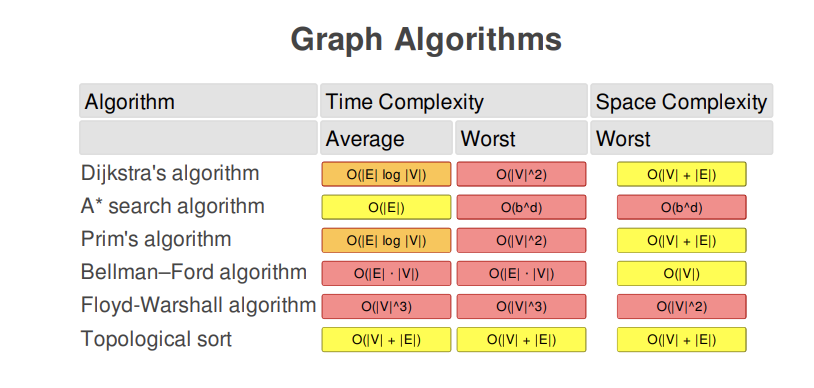 Graph Algorithms
Algorithm Time Complexity Space Complexity
Average Worst Worst
Dijkstra's algorithm O(|E| log |V|) O(|V|^2) O(|V| + |E|)
A* search algorithm O(|E|) O(b^d) O(b^d)
Prim's algorithm O(|E| log |V|) O(|V|^2) O(|V| + |E|)
Bellman–Ford algorithm O(|E| · |V|) O(|E| · |V|) O(|V|)
Floyd-Warshall algorithm O(|V|^3) O(|V|^3) O(|V|^2)
Topological sort O(|V| + |E|) O(|V| + |E|) O(|V| + |E|)